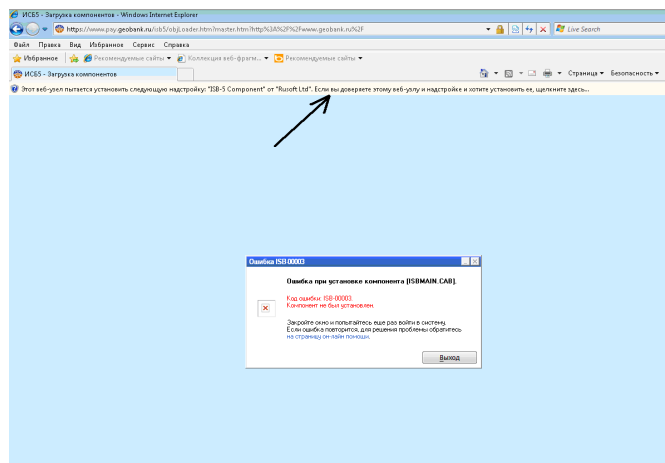 ИСБ5 - Загрузка компонентов - Windows Internet Explorer
https://www.pay.geobank.ru/isb5/objLoader.htm?master.htm?http%3A%2F%2Fwww.geobank.ru%2F
Live Search
Файл Правка Вид Избранное Сервис Справка
Избранное Рекомендуемые сайты Коллекция веб-фрагм... Рекомендуемые сайты
ИСБ5 - Загрузка компонентов Страница Безопасность
Этот веб-узел пытается установить следующую надстройку: "ISB-5 Component" от "Rusoft Ltd". Если вы доверяете этому веб-узлу и надстройке и хотите установить ее, щелкните здесь...
Ошибка ISB-00003
Ошибка при установке компонента [ISBMAIN.CAB].
Код ошибки: ISB-00003
Компонент не был установлен.
Закройте окно и попытайтесь еще раз войти в систему.
Если ошибка повторится, для решения проблемы обратитесь
на страницу он-лайн помощи.
Выход